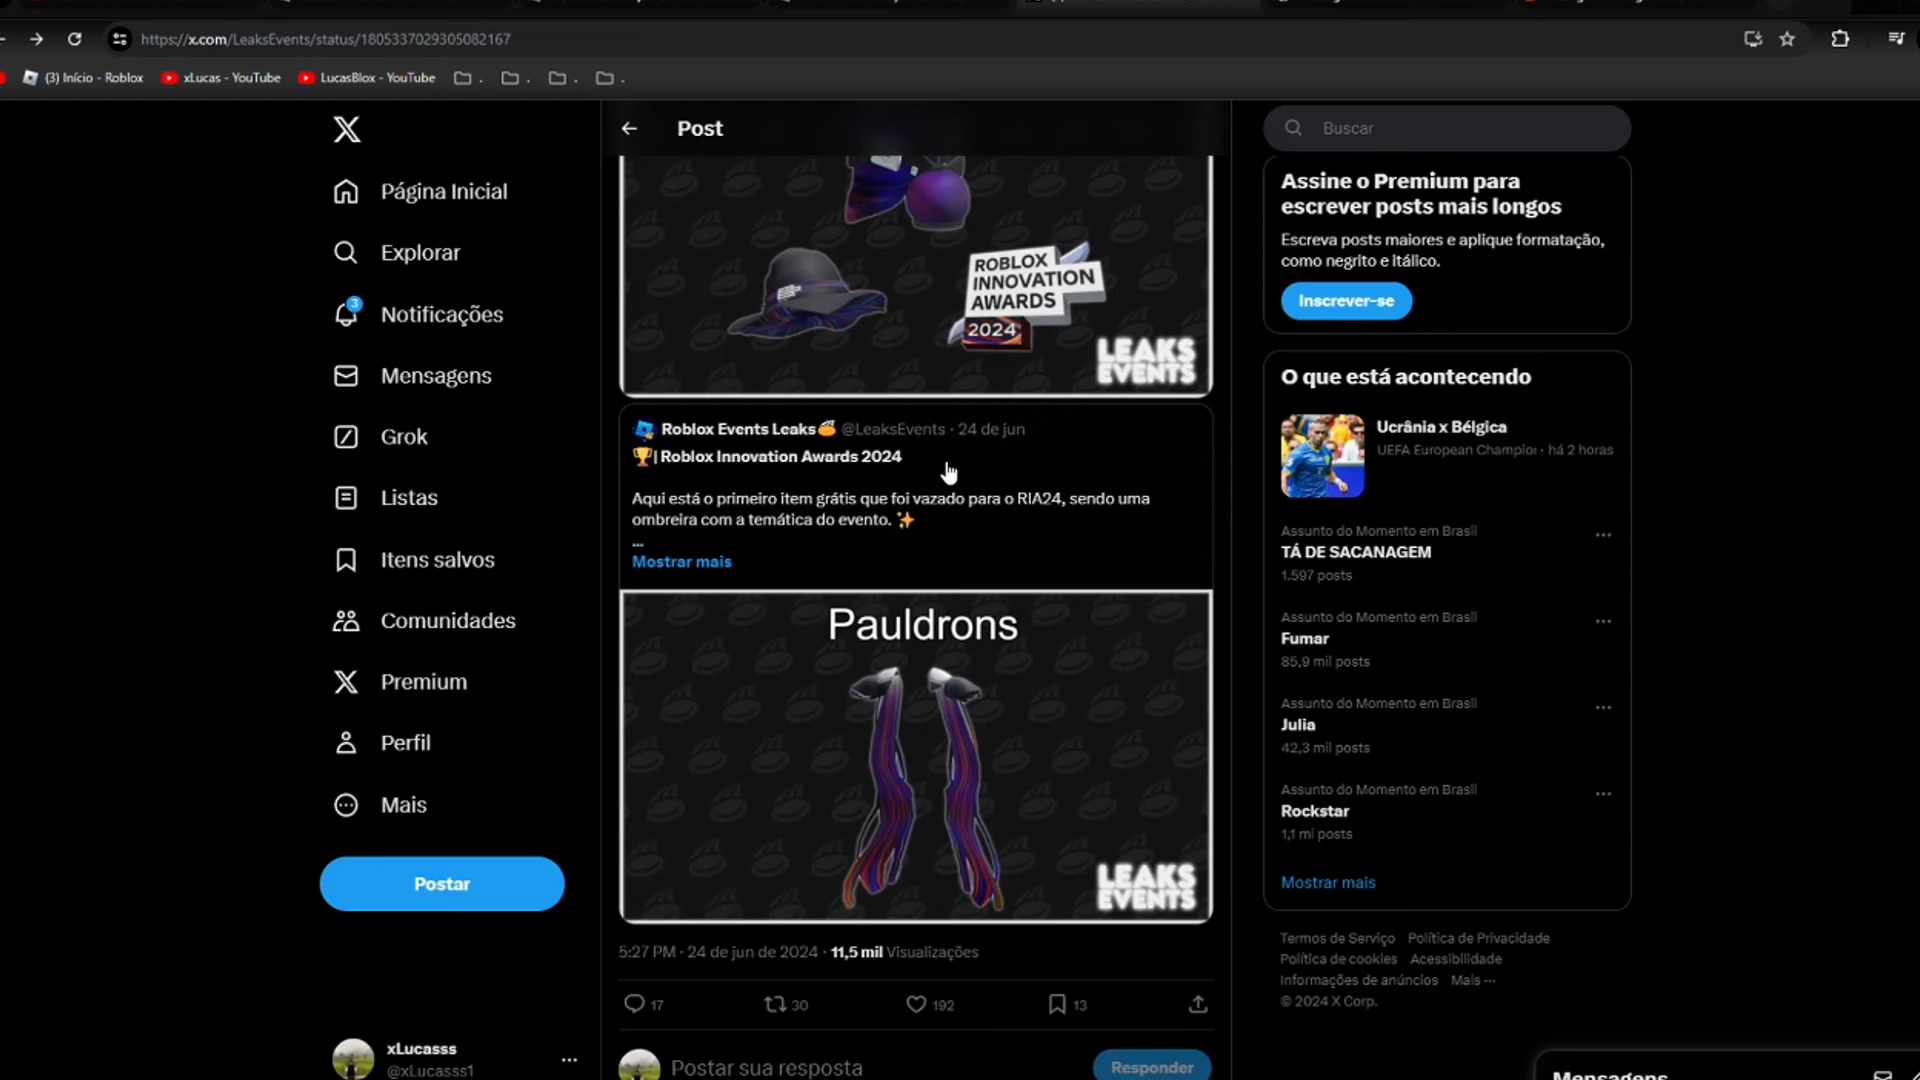 https://x.com/LeaksEvents/status/1805337029305082167
(3) Início - Roblox
xLucas - YouTube
LucasBlox - YouTube
.
.
.
.
Página Inicial
Explorar
3
Notificações
Mensagens
Grok
Listas
Itens salvos
Comunidades
Premium
Perfil
Mais
Postar
xLucasss
@xLucasss1
Post
ROBLOX
INNOVATION
AWARDS
2024
LEAKS
EVENTS
Roblox Events Leaks @LeaksEvents · 24 de jun
🏆| Roblox Innovation Awards 2024
Aqui está o primeiro item grátis que foi vazado para o RIA24, sendo uma
ombreira com a temática do evento. ✨
...
Mostrar mais
Pauldrons
LEAKS
EVENTS
5:27 PM · 24 de jun de 2024 · 11,5 mil Visualizações
17
30
192
13
Postar sua resposta
Responder
Buscar
Assine o Premium para
escrever posts mais longos
Escreva posts maiores e aplique formatação,
como negrito e itálico.
Inscrever-se
O que está acontecendo
Ucrânia x Bélgica
UEFA European Champio · há 2 horas
Assunto do Momento em Brasil
TÁ DE SACANAGEM
1.597 posts
Assunto do Momento em Brasil
Fumar
85,9 mil posts
Assunto do Momento em Brasil
Julia
42,3 mil posts
Assunto do Momento em Brasil
Rockstar
1,1 mi posts
Mostrar mais
Termos de Serviço Política de Privacidade
Política de cookies Acessibilidade
Informações de anúncios Mais ···
© 2024 X Corp.
Mensagens